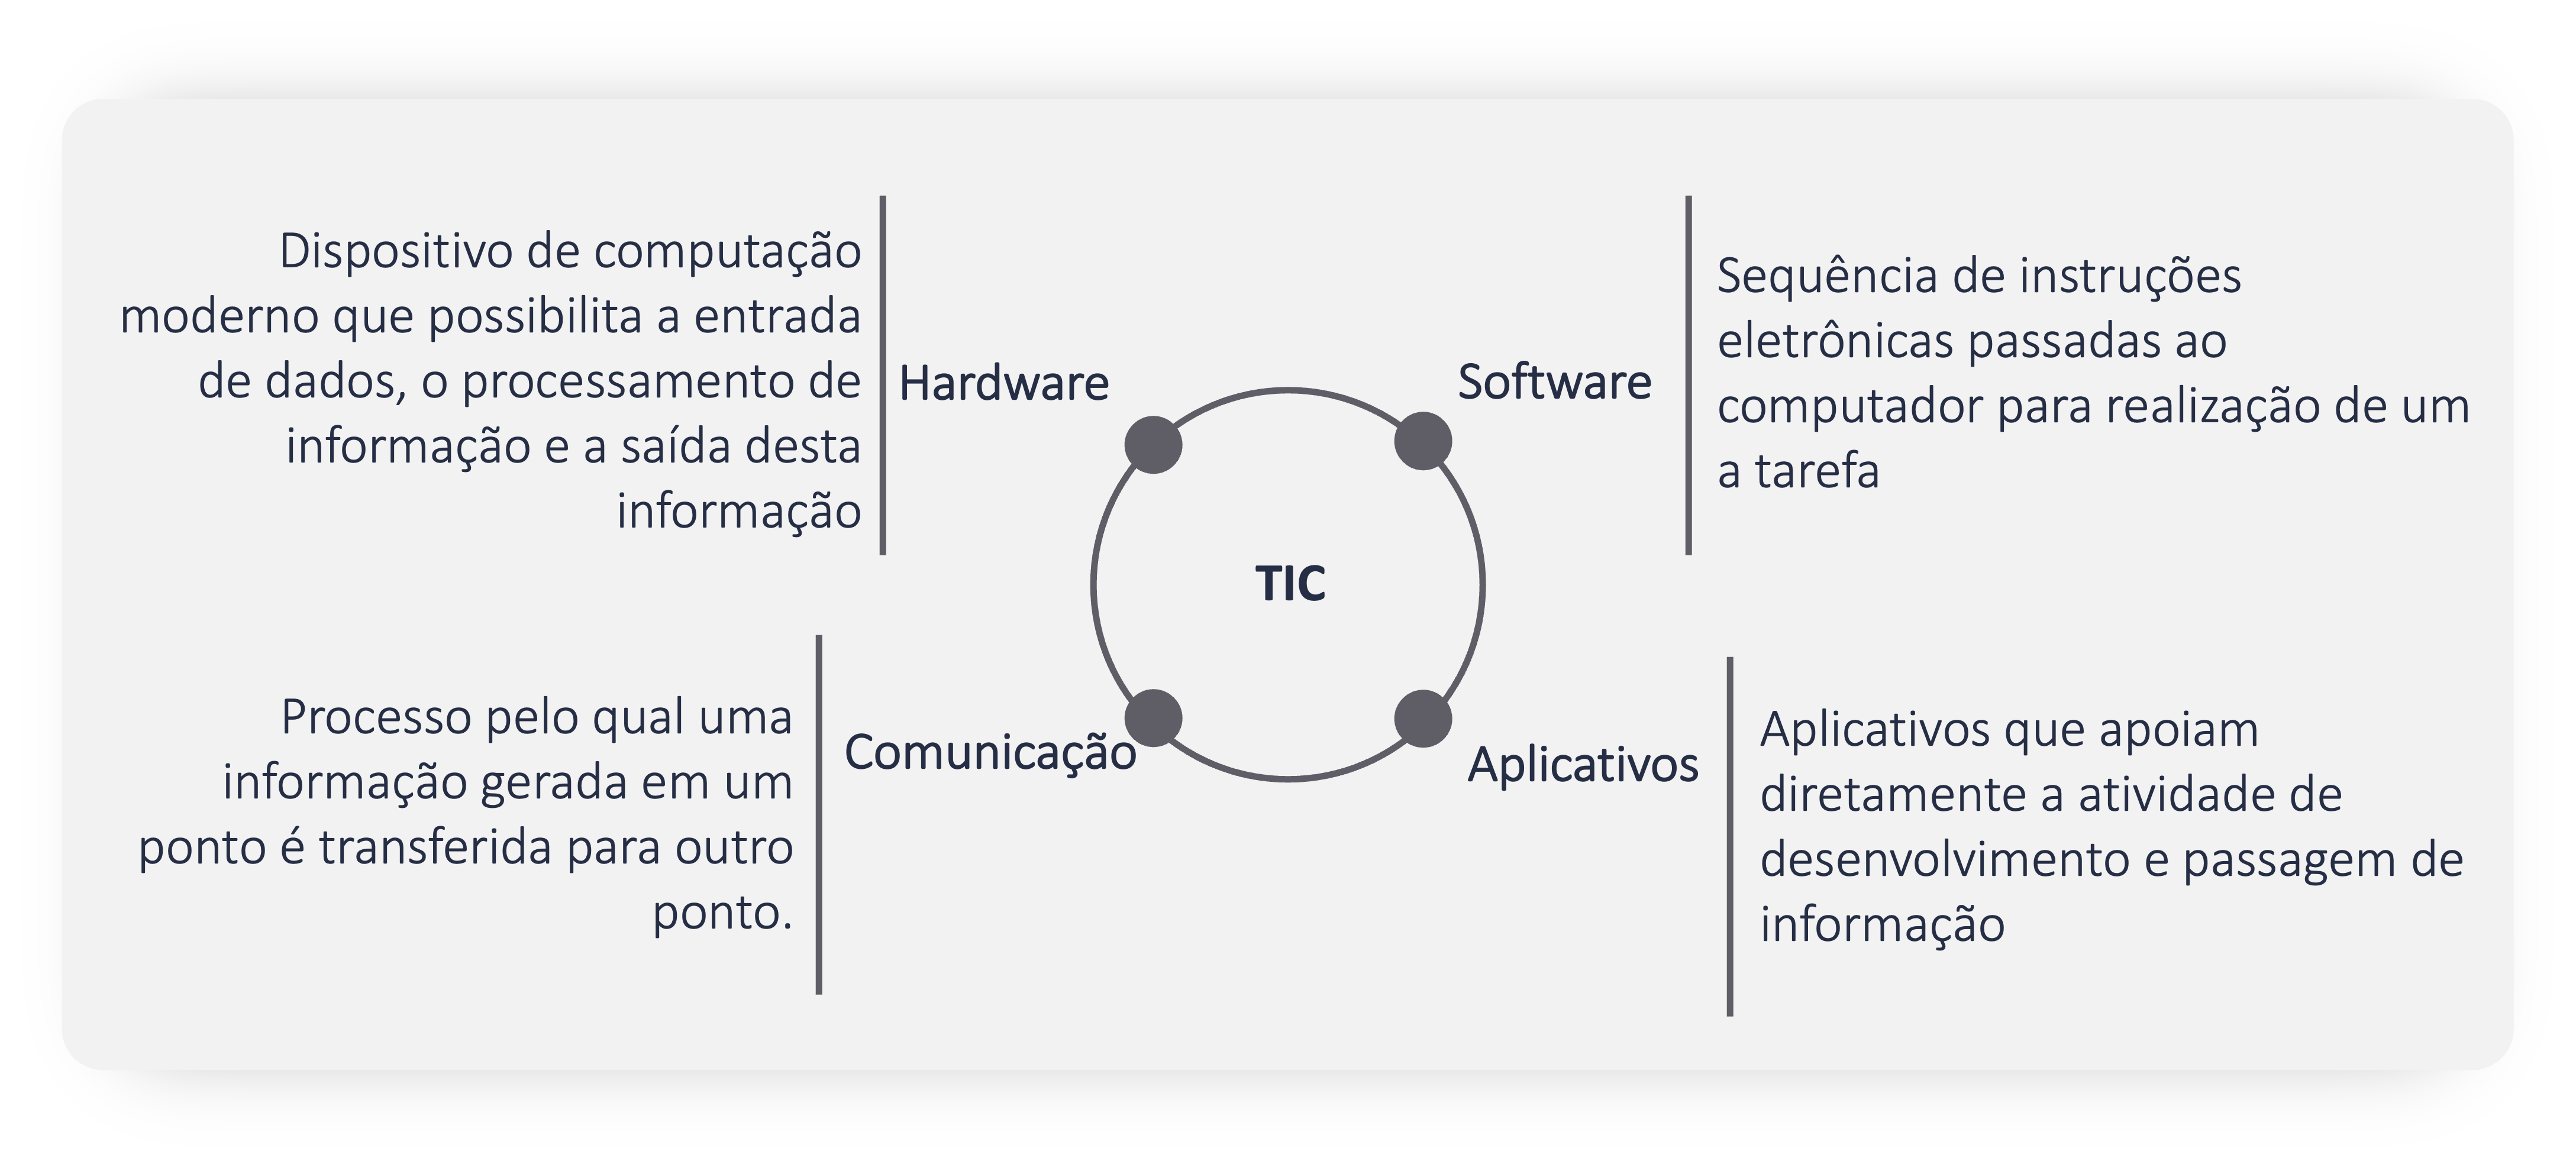 Dispositivo de computação
moderno que possibilita a entrada
de dados, o processamento de
informação e a saída desta
informação
Hardware
Software
Sequência de instruções
eletrônicas passadas ao
computador para realização de um
a tarefa
TIC
Processo pelo qual uma
informação gerada em um
ponto é transferida para outro
ponto.
Comunicação
Aplicativos
Aplicativos que apoiam
diretamente a atividade de
desenvolvimento e passagem de
informação